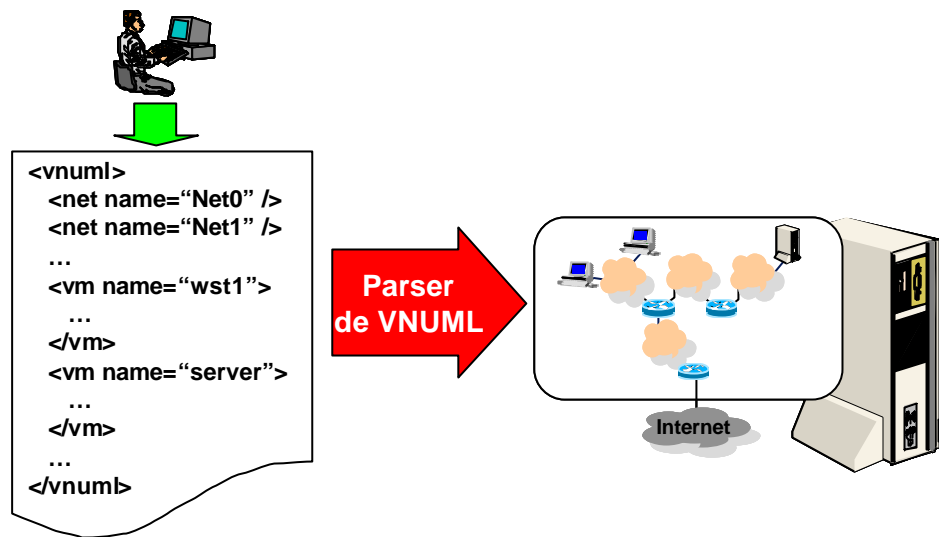 <vnuml>
<net name=“Net0” />
<net name=“Net1” />
…
<vm name=“wst1”>
…
</vm>
<vm name=“server”>
…
</vm>
…
</vnuml>
Parser
de VNUML
Internet